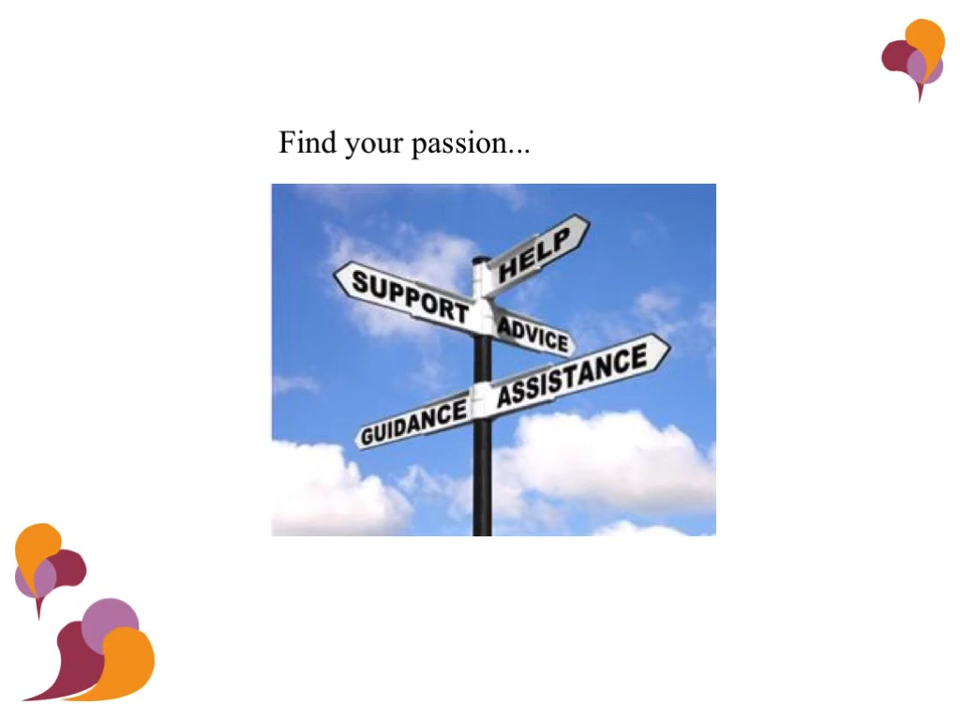 Find your passion...
HELP
SUPPORT
ADVICE
ASSISTANCE
GUIDANCE